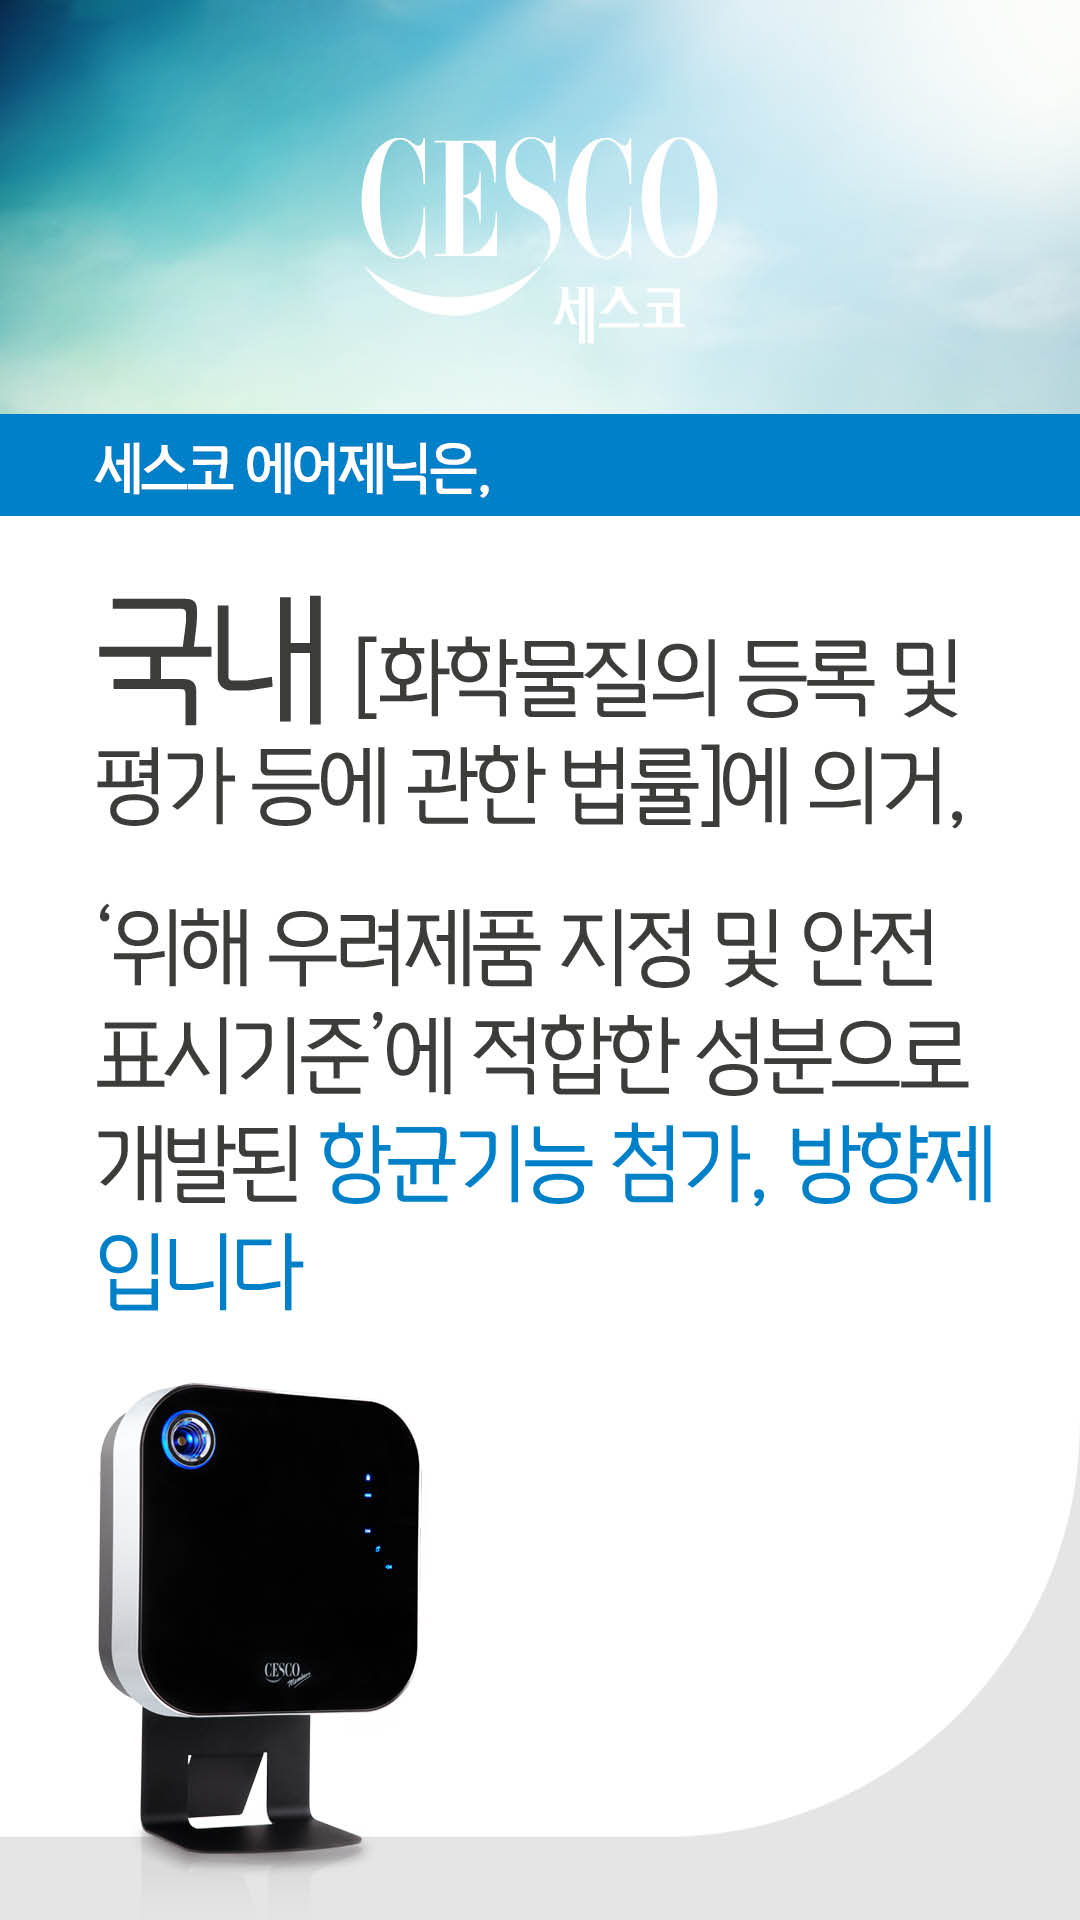 CESCO
세스코
세스코 에어제닉은,
국내 [화학물질의 등록 및
평가 등에 관한 법률]에 의거,
‘위해 우려제품 지정 및 안전
표시기준’에 적합한 성분으로
개발된 항균기능 첨가, 방향제
입니다
CESCO
Members